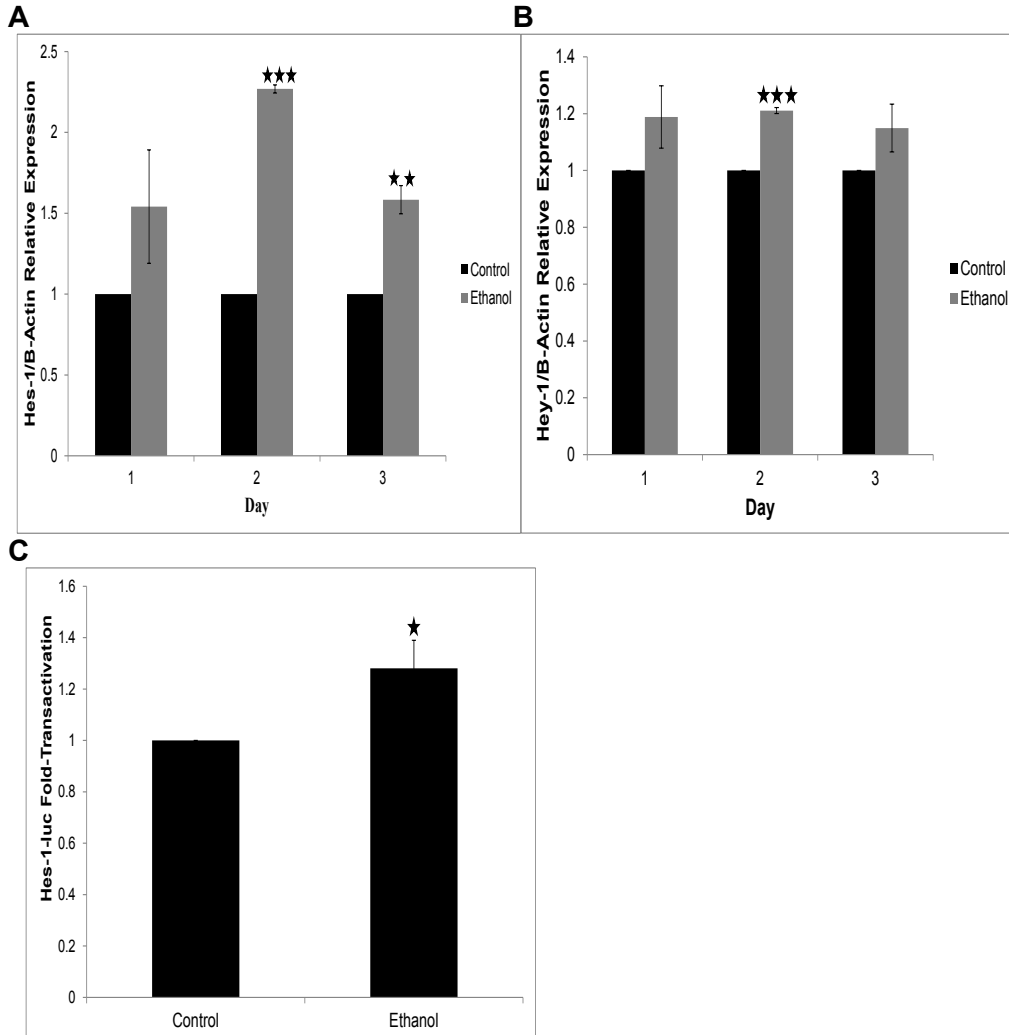 A
Hes-1/B-Actin Relative Expression
2.5
2
1.5
1
0.5
0
★★★
★★
1 2 3
Day
Control
Ethanol
B
Hey-1/B-Actin Relative Expression
1.4
1.2
1
0.8
0.6
0.4
0.2
0
★★★
1 2 3
Day
Control
Ethanol
C
Hes-1-luc Fold-Transactivation
1.6
1.4
1.2
1
0.8
0.6
0.4
0.2
0
★
Control Ethanol